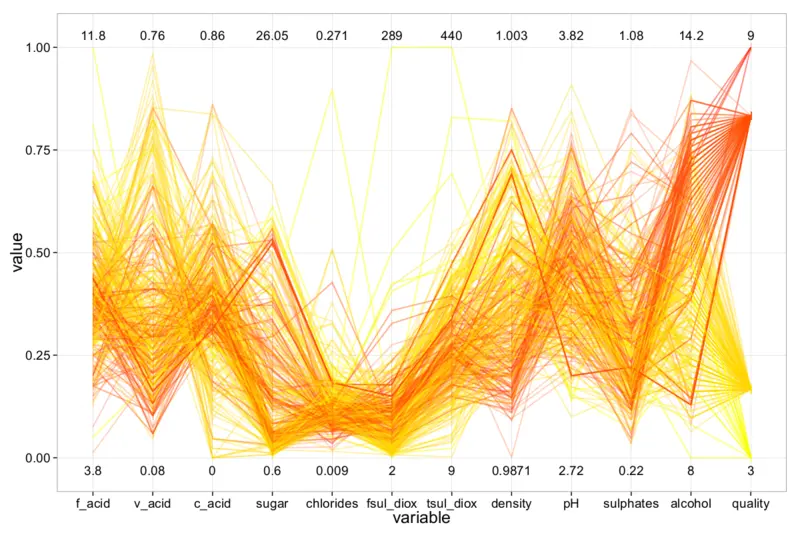 1.00
0.75
0.50
0.25
0.00
value
11.8 0.76 0.86 26.05 0.271 289 440 1.003 3.82 1.08 14.2 9
3.8 0.08 0 0.6 0.009 2 9 0.9871 2.72 0.22 8 3
f_acid v_acid c_acid sugar chlorides fsul_diox tsul_diox density pH sulphates alcohol quality
variable